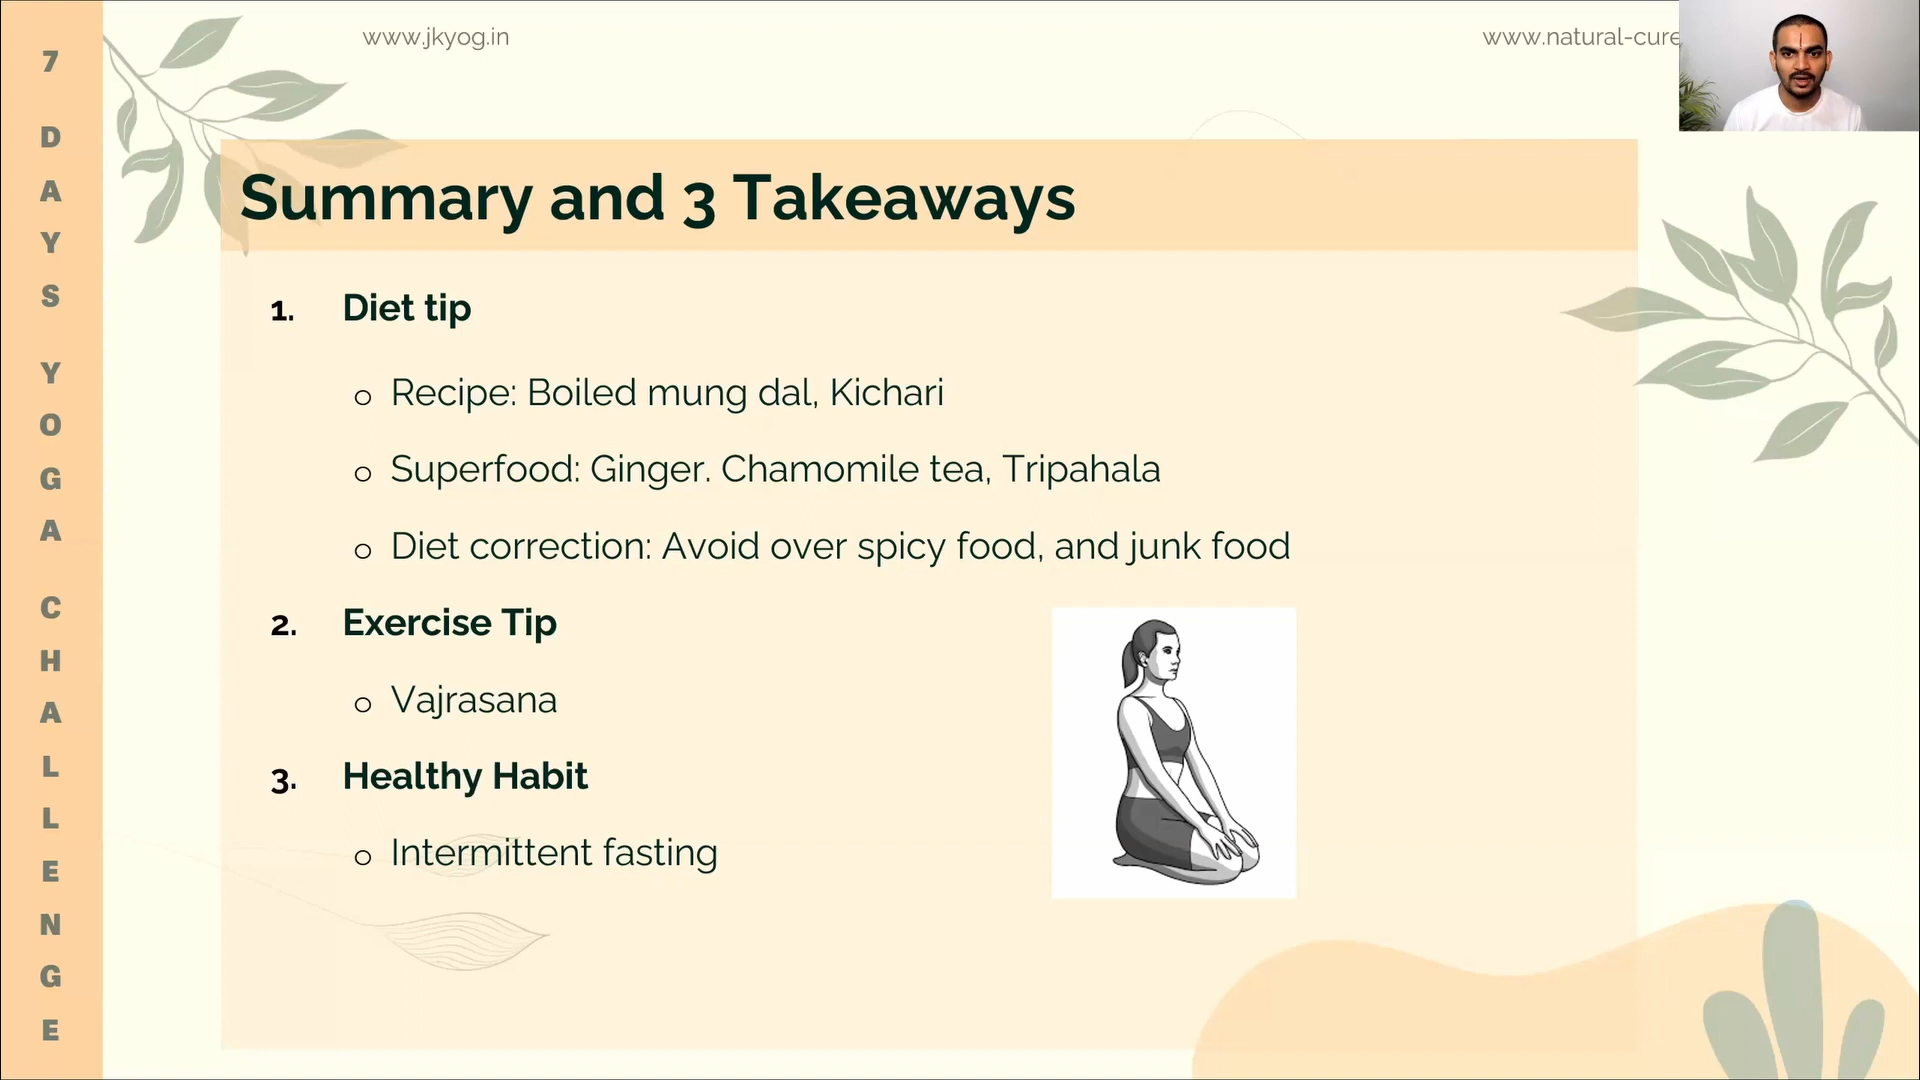 www.jkyog.in
www.natural-cure
7 DAYS YOGA CHALLENGE
Summary and 3 Takeaways
1. Diet tip
o Recipe: Boiled mung dal, Kichari
o Superfood: Ginger. Chamomile tea, Tripahala
o Diet correction: Avoid over spicy food, and junk food
2. Exercise Tip
o Vajrasana
3. Healthy Habit
o Intermittent fasting